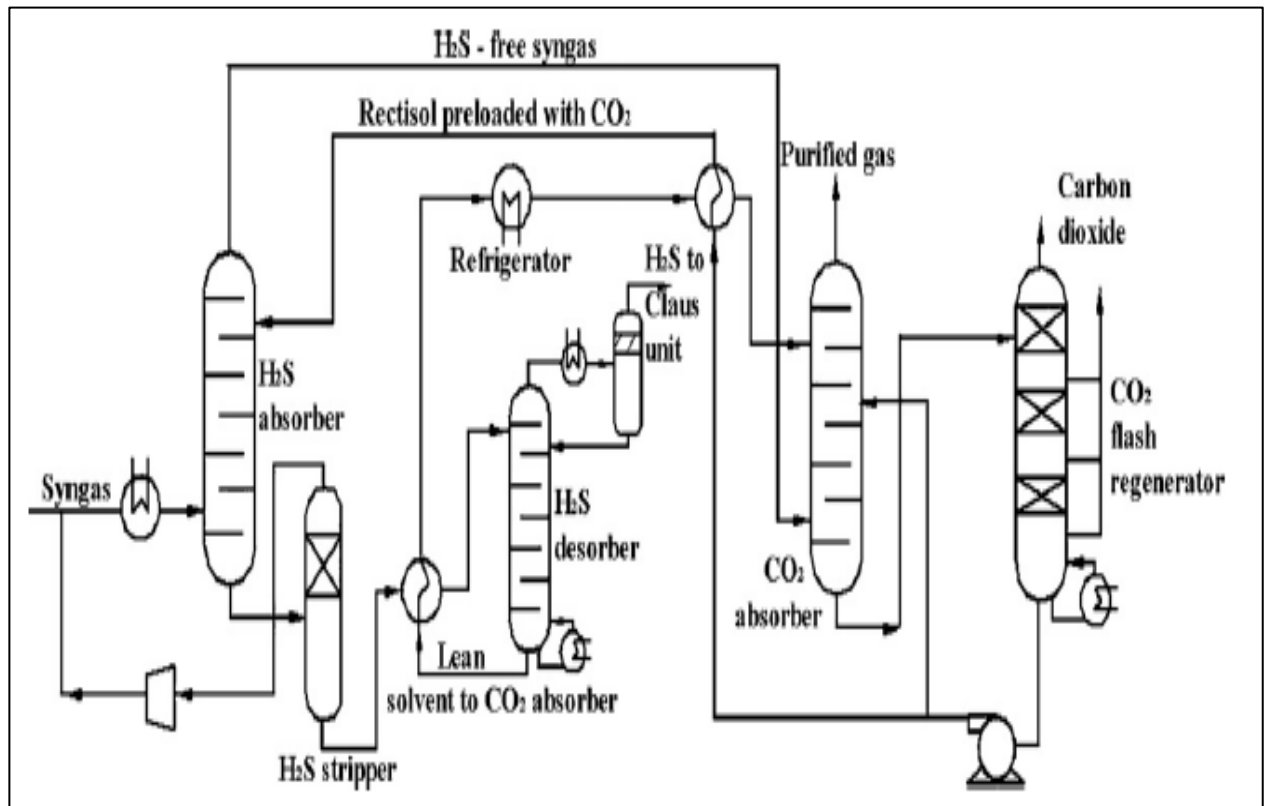 H₂S - free syngas
Rectisol preloaded with CO₂
Purified gas
Carbon
dioxide
Refrigerator
H₂S to
Claus
unit
H₂S
absorber
CO₂
flash
regenerator
Syngas
H₂S
desorber
CO₂
absorber
Lean
solvent to CO₂ absorber
H₂S stripper